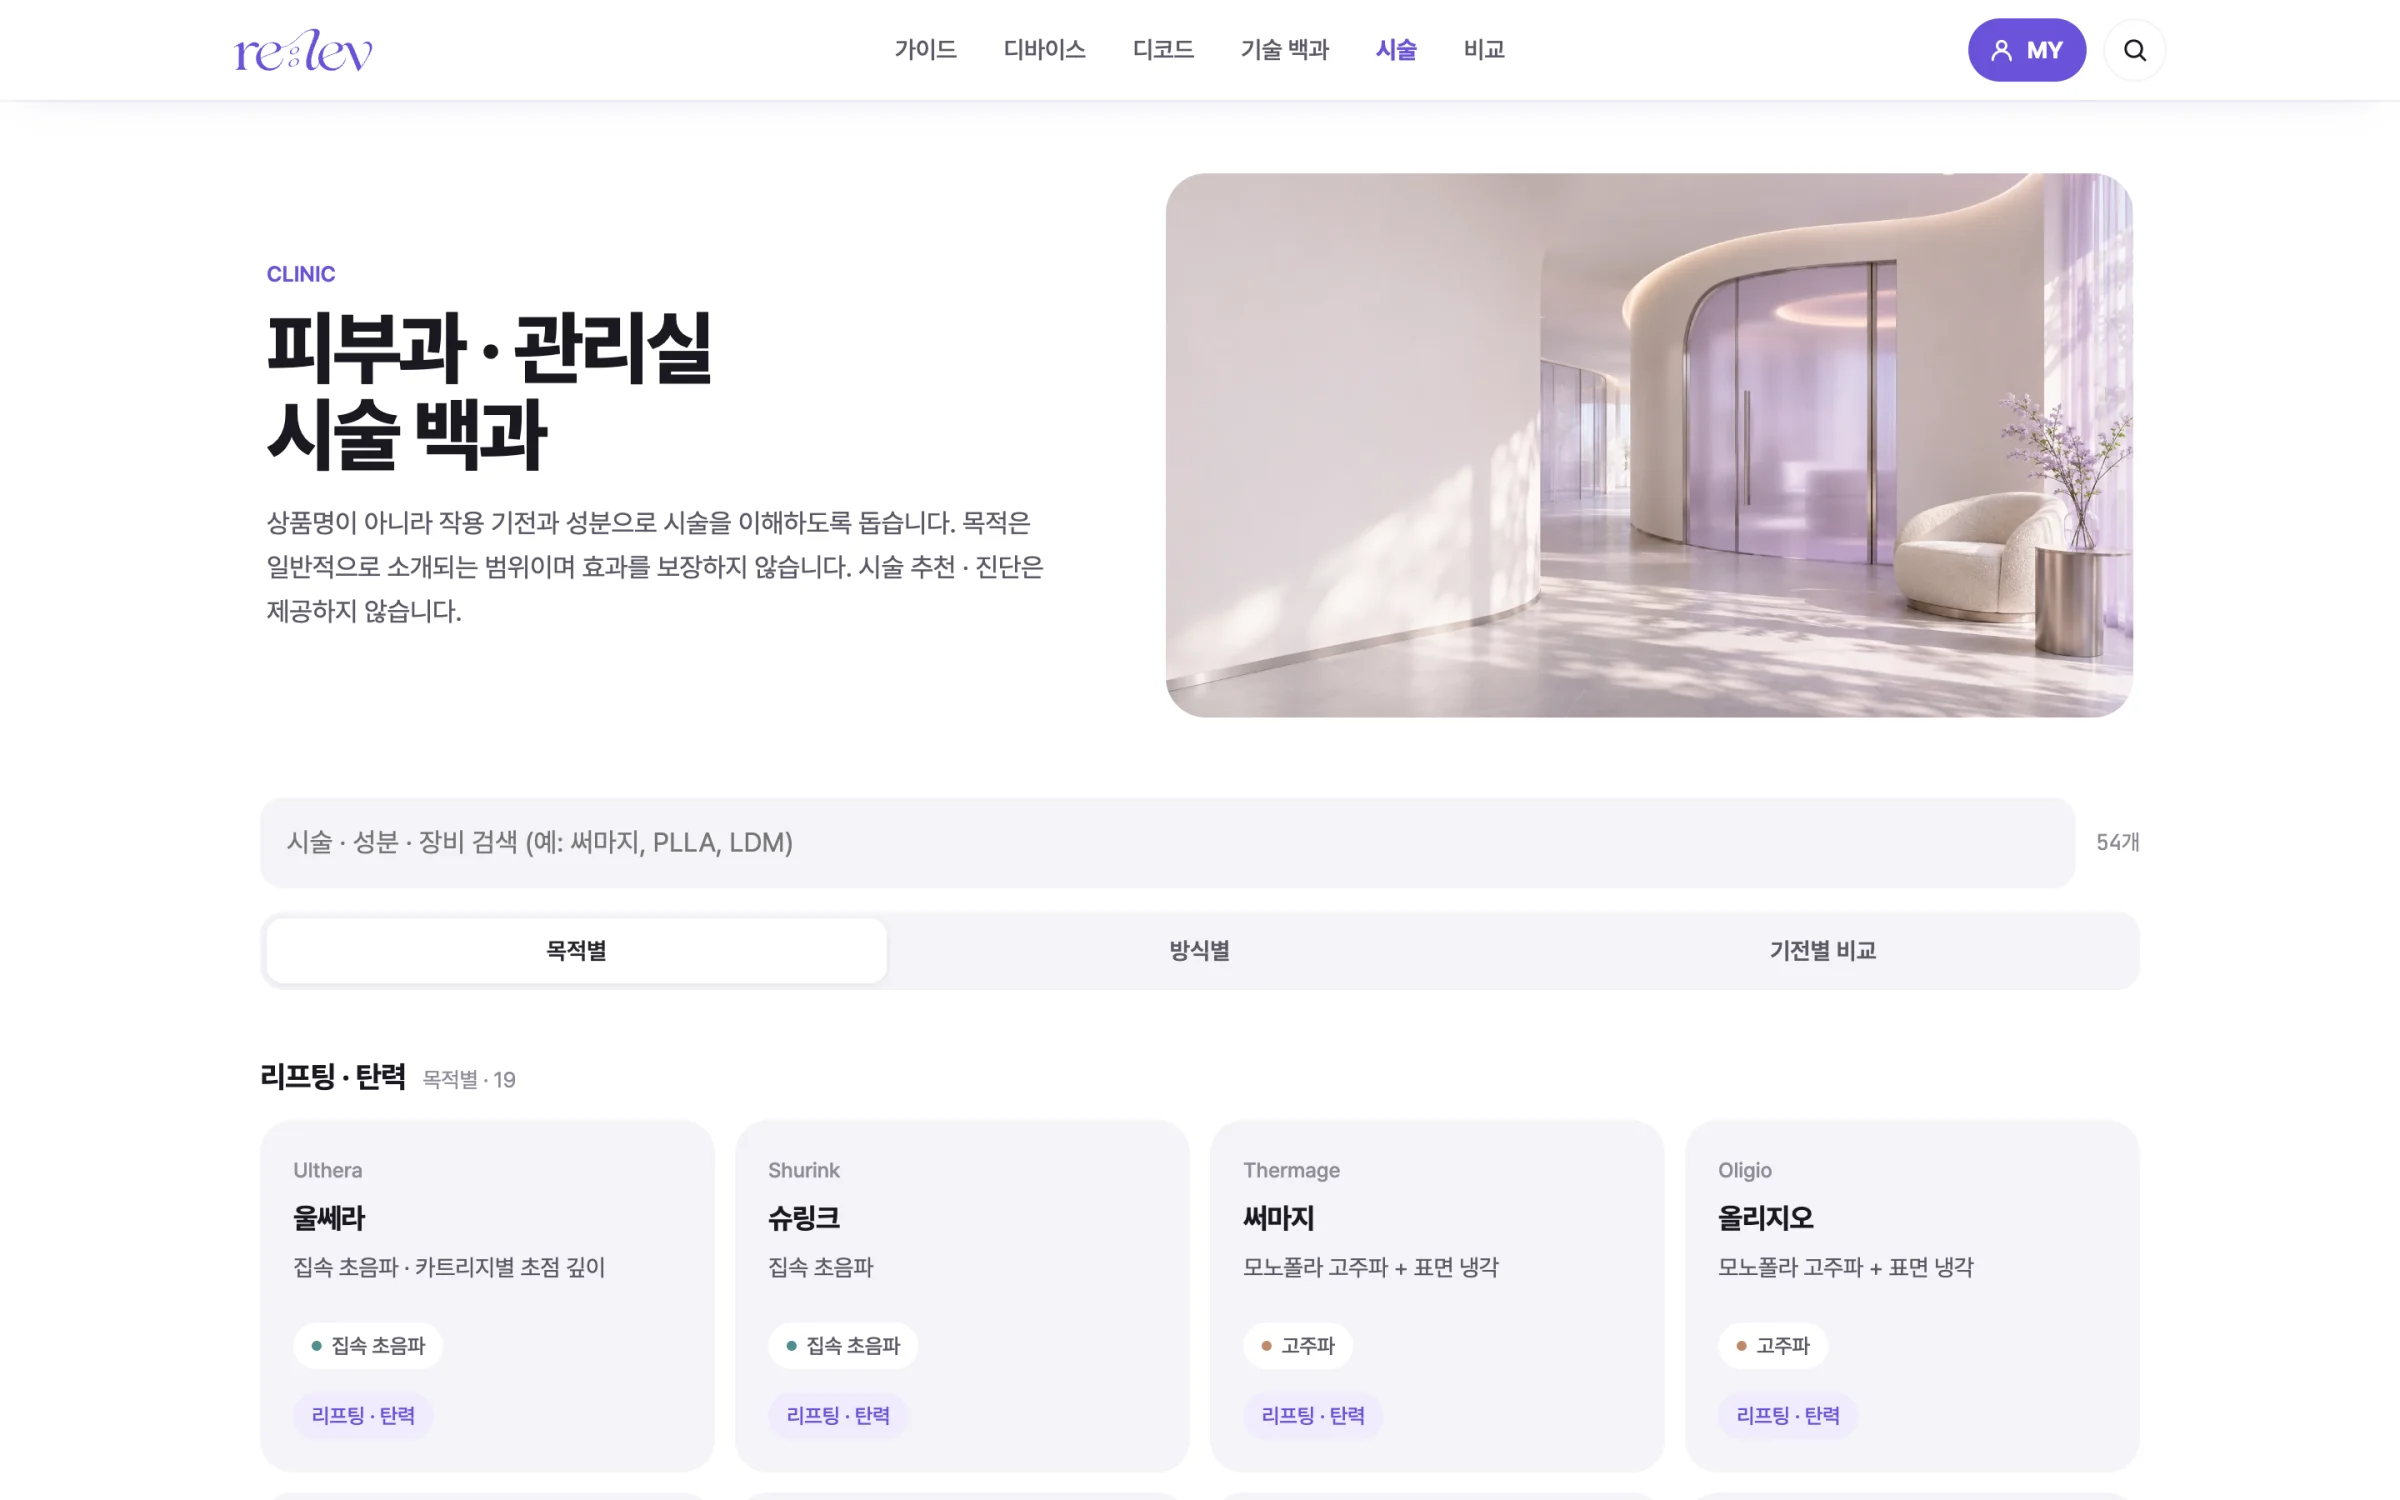 re:lev
가이드
디바이스
디코드
기술 백과
시술
비교
MY
CLINIC
피부과 · 관리실
시술 백과
상품명이 아니라 작용 기전과 성분으로 시술을 이해하도록 돕습니다. 목적은
일반적으로 소개되는 범위이며 효과를 보장하지 않습니다. 시술 추천 · 진단은
제공하지 않습니다.
시술 · 성분 · 장비 검색 (예: 써마지, PLLA, LDM)
54개
목적별
방식별
기전별 비교
리프팅 · 탄력 목적별 · 19
Ulthera
울쎄라
집속 초음파 · 카트리지별 초점 깊이
집속 초음파
리프팅 · 탄력
Shurink
슈링크
집속 초음파
집속 초음파
리프팅 · 탄력
Thermage
써마지
모노폴라 고주파 + 표면 냉각
고주파
리프팅 · 탄력
Oligio
올리지오
모노폴라 고주파 + 표면 냉각
고주파
리프팅 · 탄력